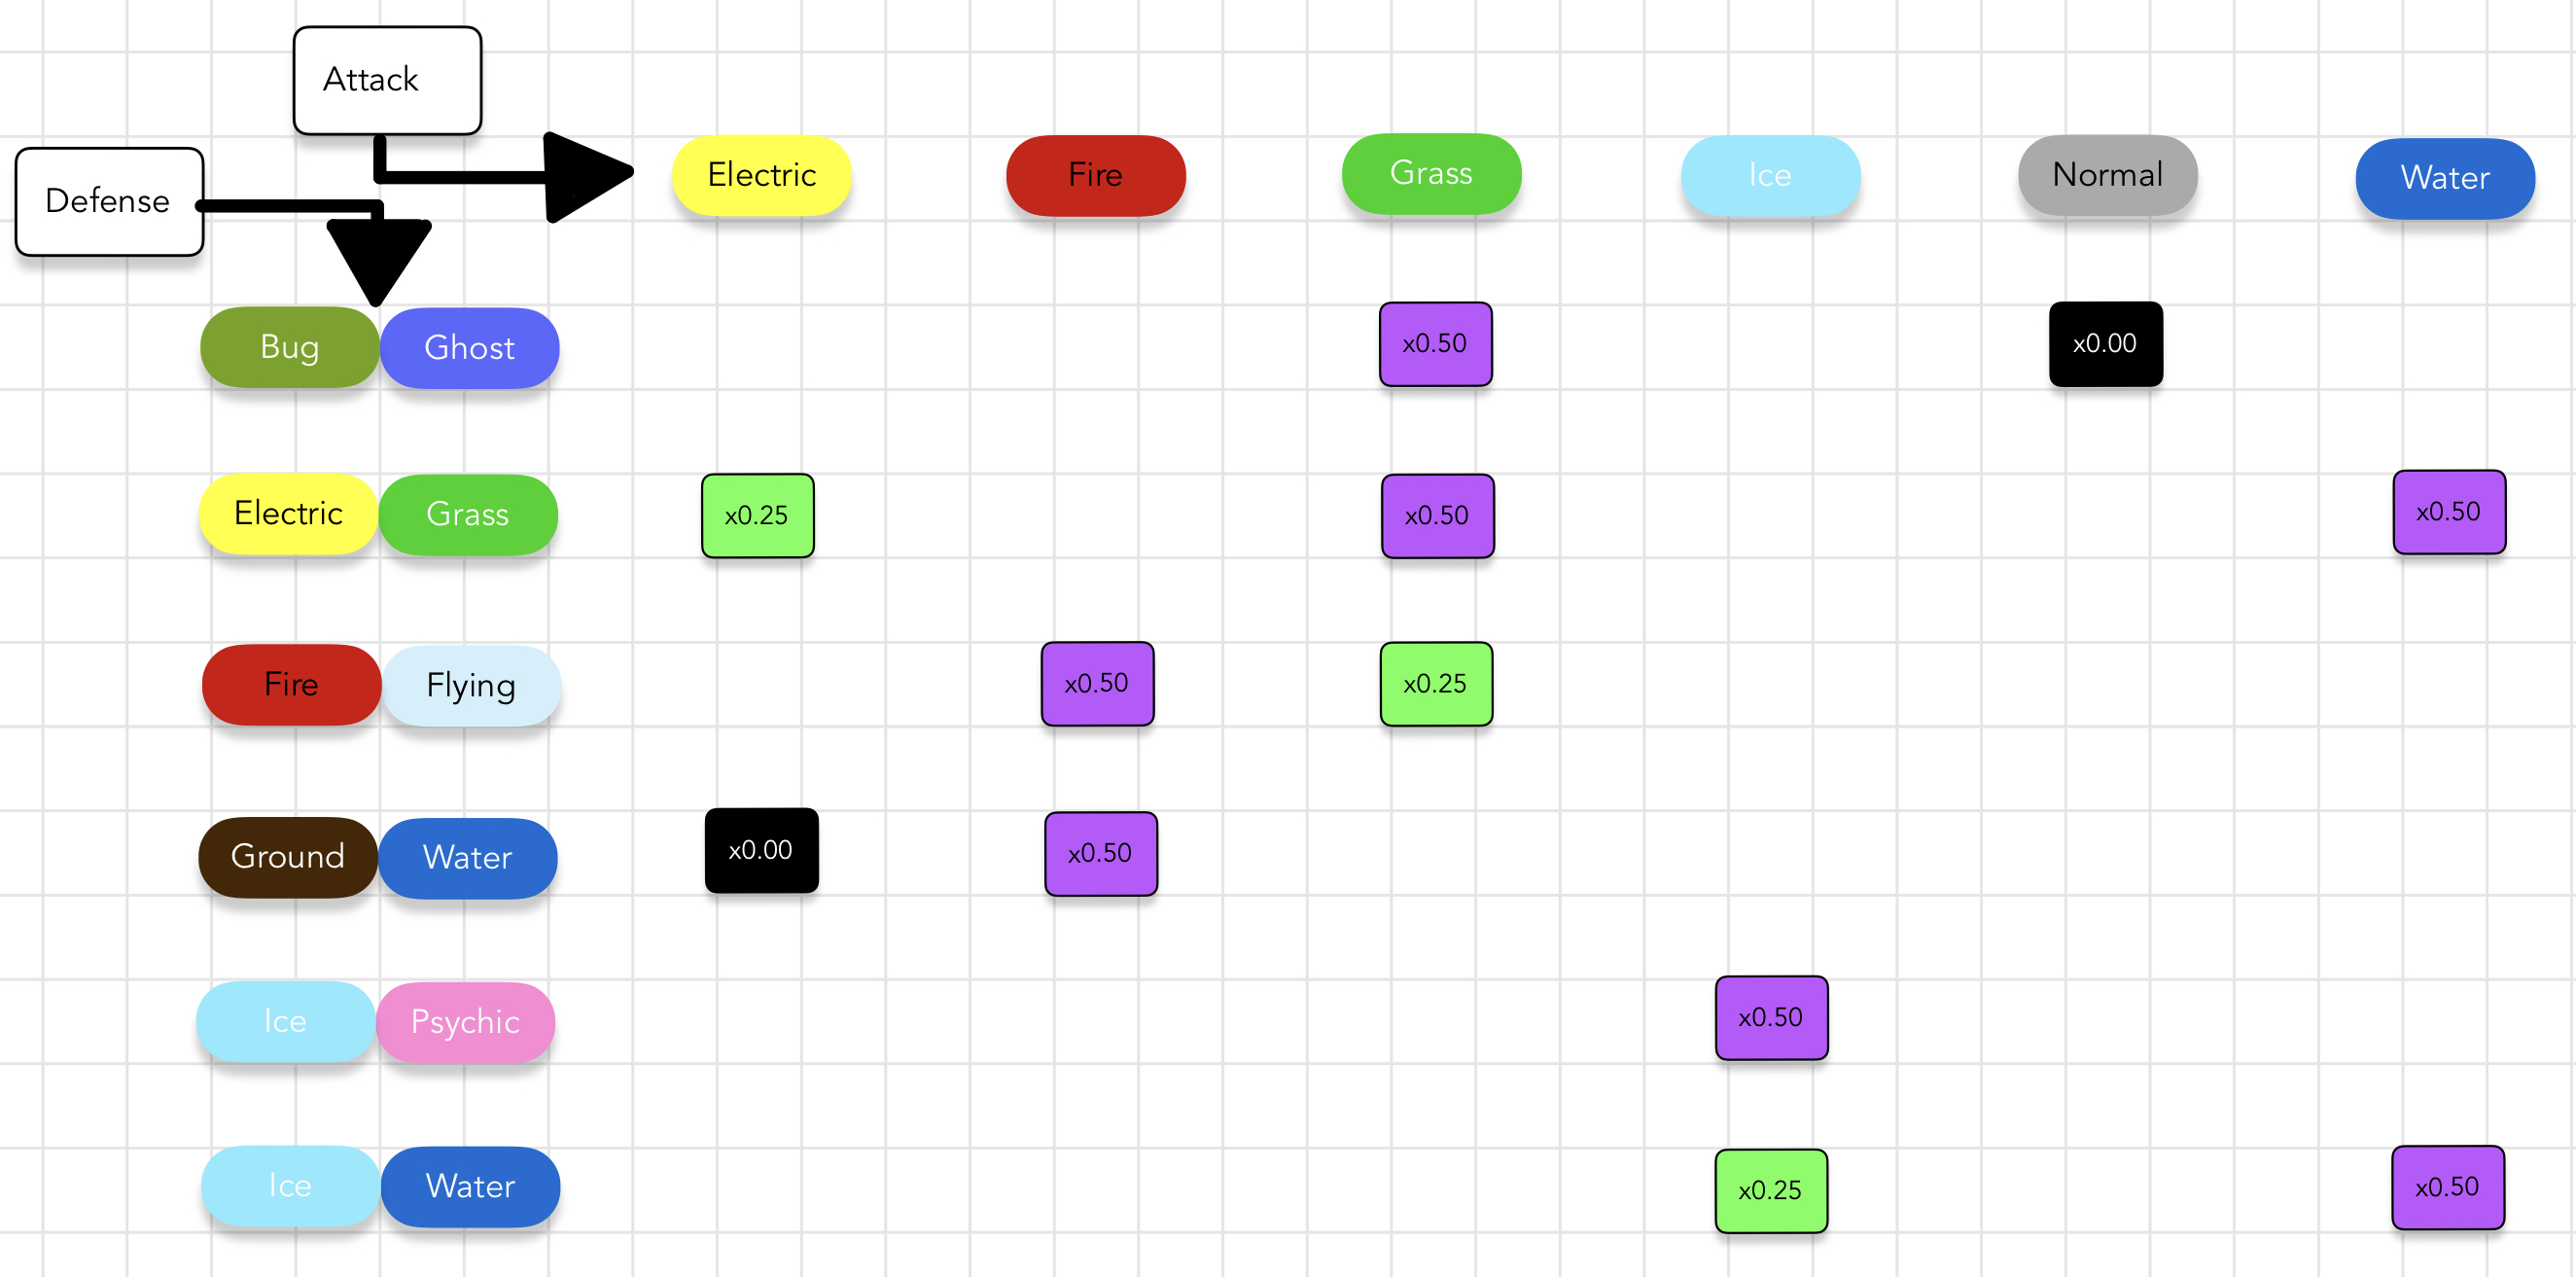 Attack
Defense
Electric Fire Grass Ice Normal Water
Bug Ghost x0.50 x0.00
Electric Grass x0.25 x0.50 x0.50
Fire Flying x0.50 x0.25
Ground Water x0.00 x0.50
Ice Psychic x0.50
Ice Water x0.25 x0.50